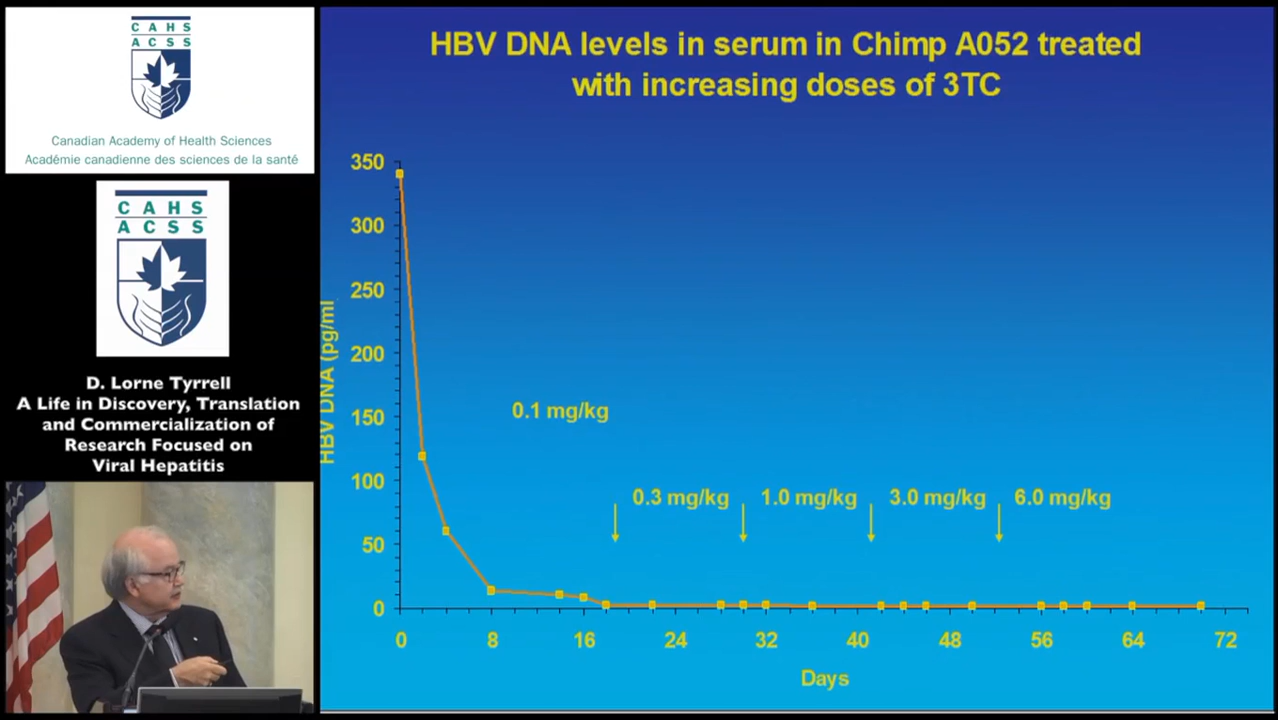 CAHS
ACSS
Canadian Academy of Health Sciences
Académie canadienne des sciences de la santé
CAHS
ACSS
D. Lorne Tyrrell
A Life in Discovery, Translation
and Commercialization of
Research Focused on
Viral Hepatitis
HBV DNA levels in serum in Chimp A052 treated
with increasing doses of 3TC
HBV DNA (pg/ml
350
300
250
200
150
100
50
0
0.1 mg/kg
0.3 mg/kg
1.0 mg/kg
3.0 mg/kg
6.0 mg/kg
0 8 16 24 32 40 48 56 64 72
Days